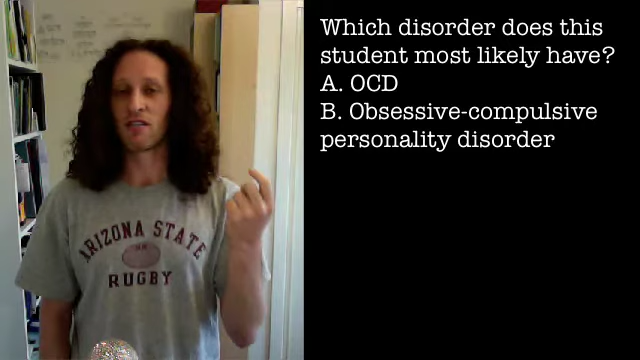 Which disorder does this
student most likely have?
A. OCD
B. Obsessive-compulsive
personality disorder
ARIZONA STATE
RUGBY